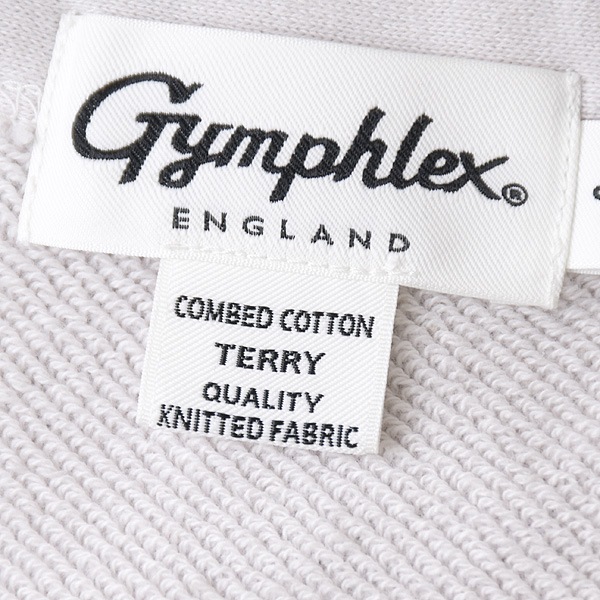 Gymphlex®
ENGLAND
COMBED COTTON
TERRY
QUALITY
KNITTED FABRIC